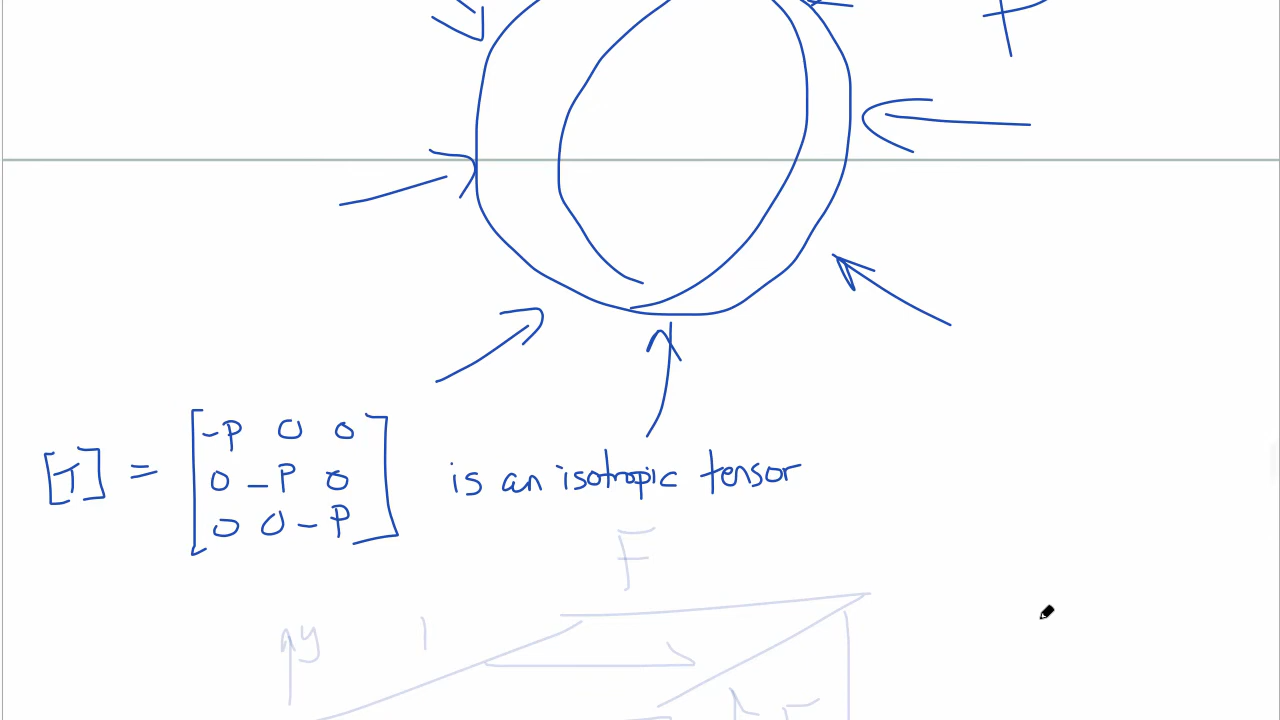 P
[T] = [-P 0 0
0 -P 0
0 0 -P] is an isotropic tensor
F
y